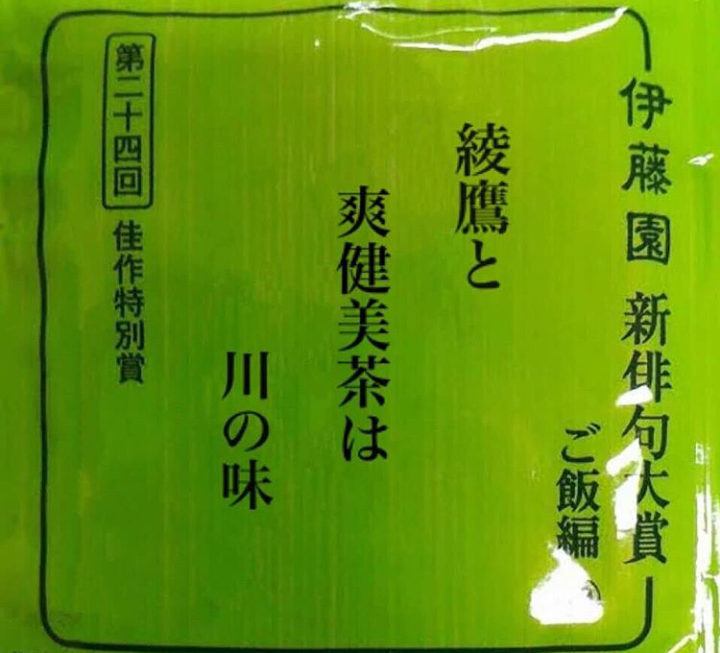 伊藤園 新俳句大賞
ご飯編
綾鷹と
爽健美茶は
川の味
第二十四回 佳作特別賞